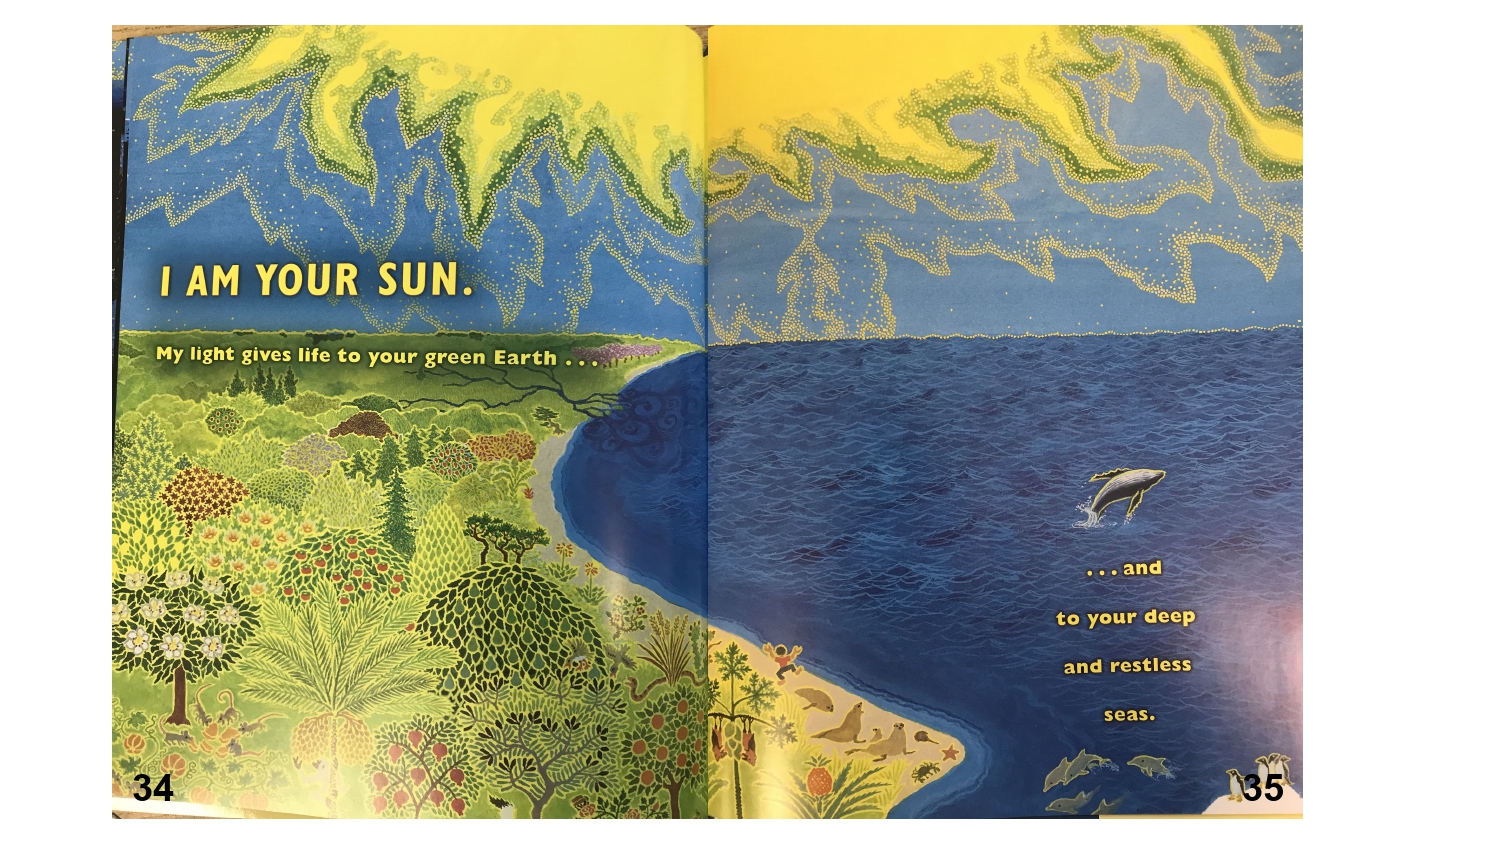 I AM YOUR SUN.
My light gives life to your green Earth . . .
. . . and
to your deep
and restless
seas.
34
35